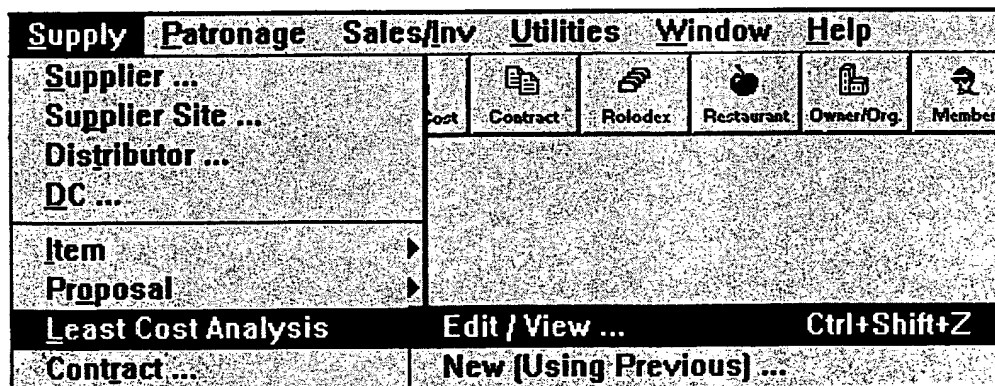 Supply Patronage Sales/Inv Utilities Window Help
Supplier ...
Supplier Site ...
Distributor ...
DC ...
Cost Contract Rolodex Restaurant Owner/Org. Member
Item
Proposal
Least Cost Analysis Edit / View ... Ctrl+Shift+Z
Contract ... New (Using Previous) ...